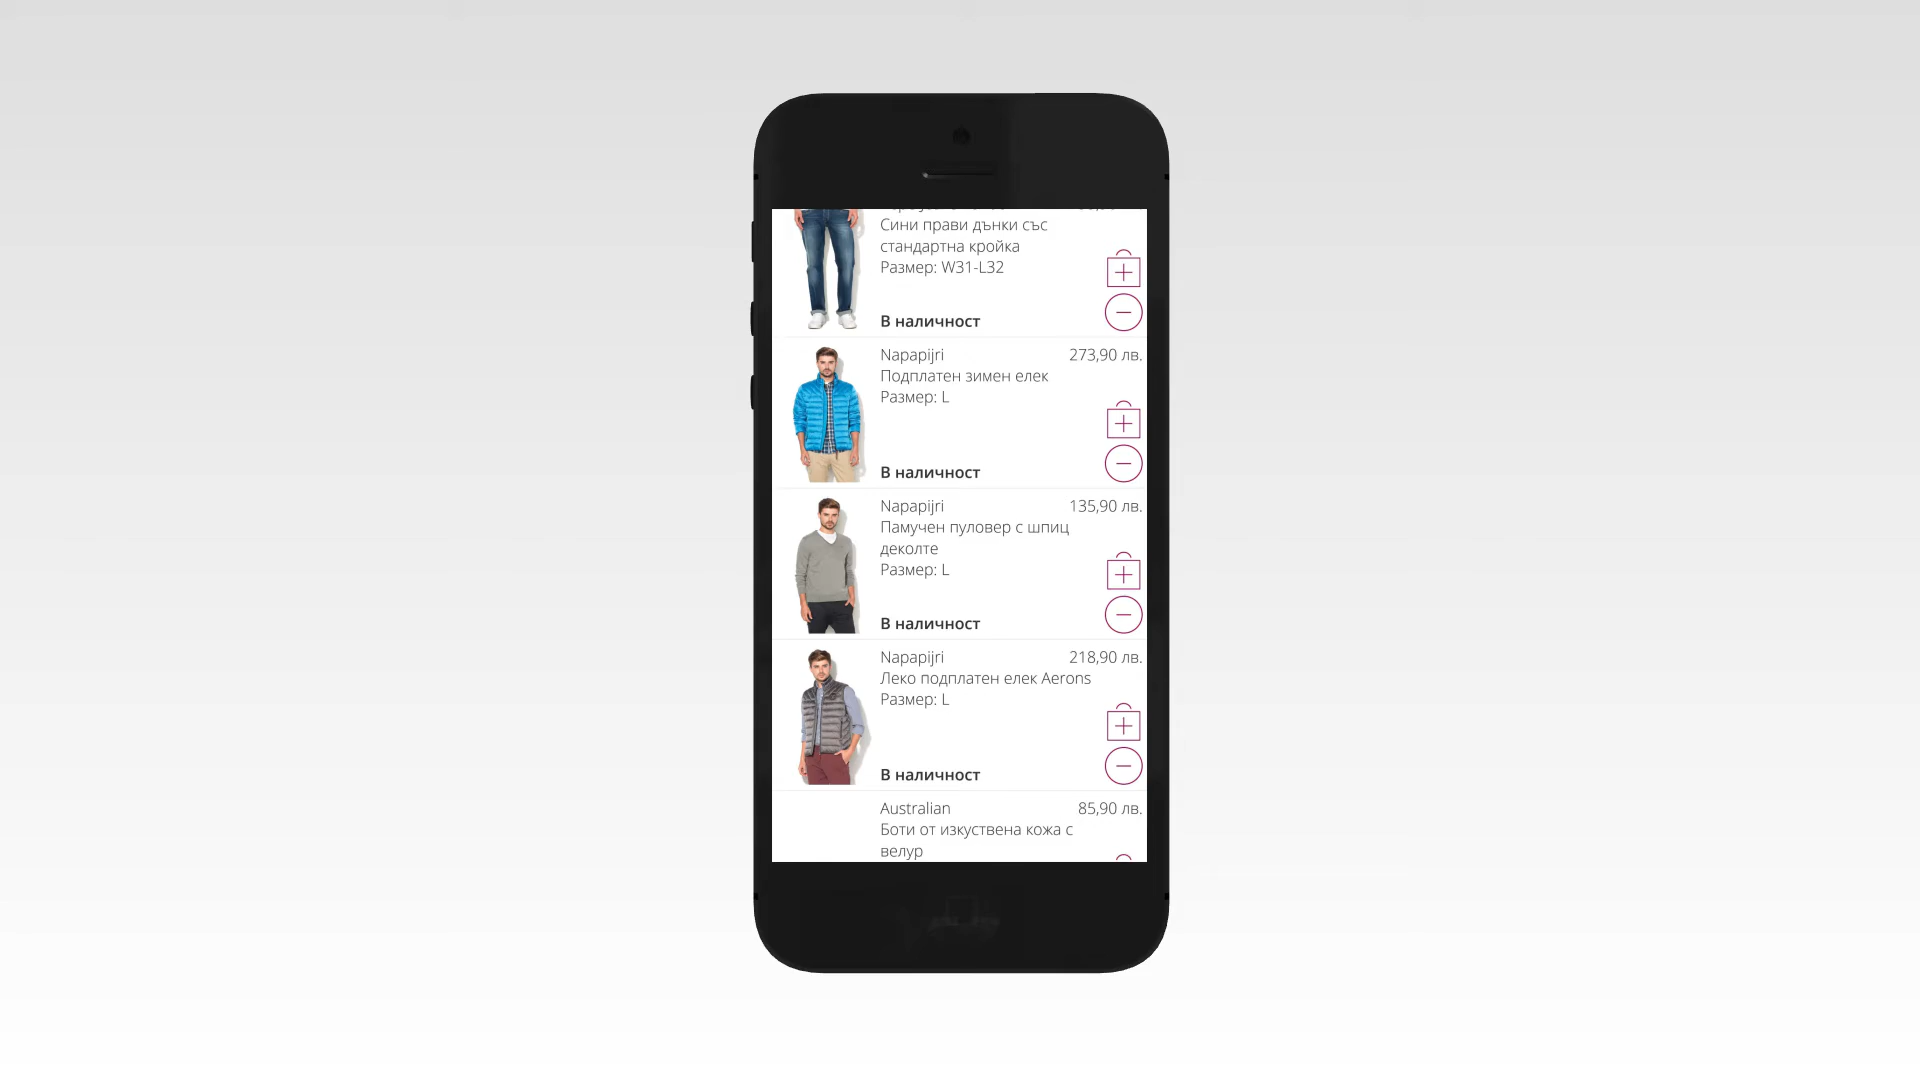 Сини прави дънки със
стандартна кройка
Размер: W31-L32
В наличност
Napapijri 273,90 лв.
Подплатен зимен елек
Размер: L
В наличност
Napapijri 135,90 лв.
Памучен пуловер с шпиц
деколте
Размер: L
В наличност
Napapijri 218,90 лв.
Леко подплатен елек Aerons
Размер: L
В наличност
Australian 85,90 лв.
Боти от изкуствена кожа с
велур